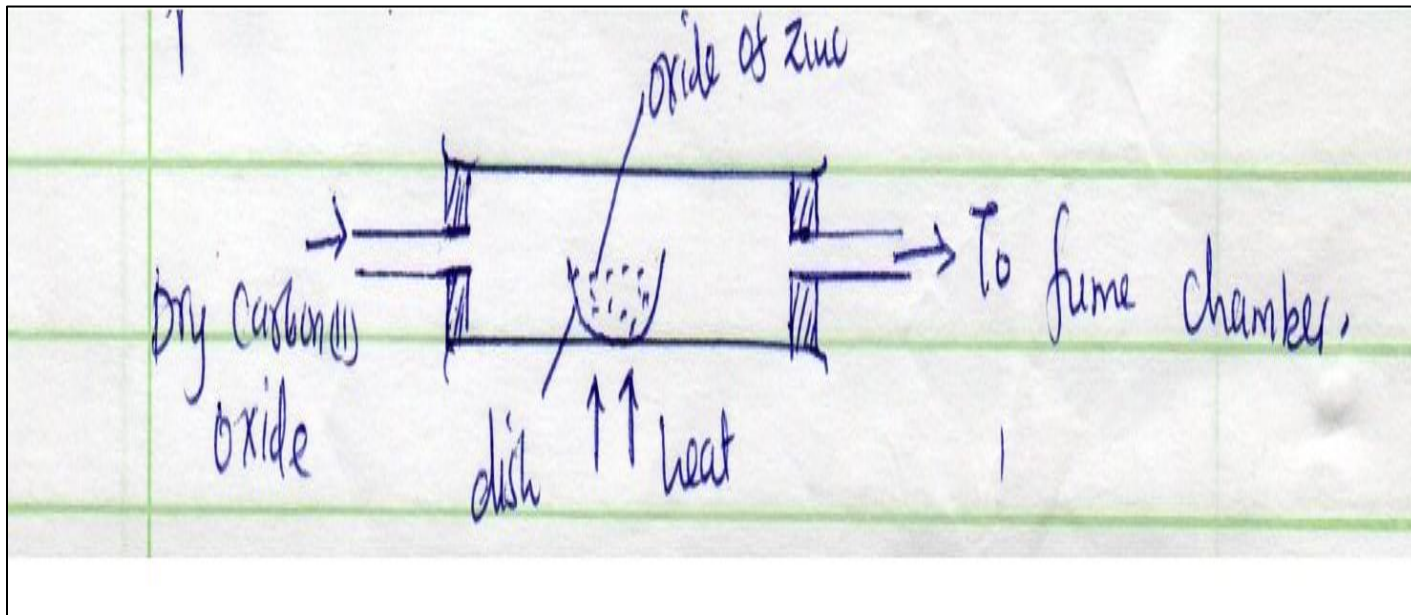 oxide of Zinc
To fume chamber.
Dry Carbon(II)
oxide
dish
heat